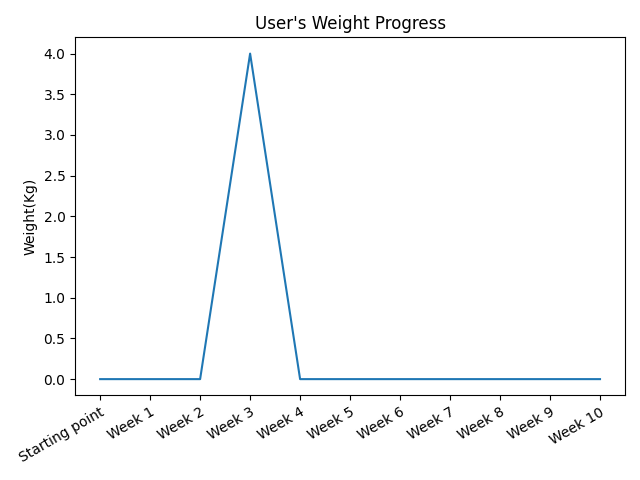 User's Weight Progress
Weight(Kg)
4.0
3.5
3.0
2.5
2.0
1.5
1.0
0.5
0.0
Starting point
Week 1
Week 2
Week 3
Week 4
Week 5
Week 6
Week 7
Week 8
Week 9
Week 10